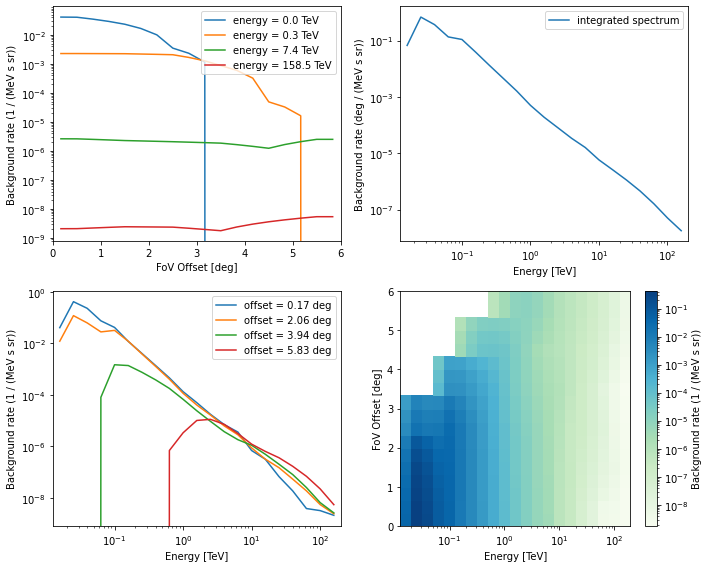 Background rate (1 / (MeV s sr))
10⁻²
10⁻³
10⁻⁴
10⁻⁵
10⁻⁶
10⁻⁷
10⁻⁸
10⁻⁹
energy = 0.0 TeV
energy = 0.3 TeV
energy = 7.4 TeV
energy = 158.5 TeV
0 1 2 3 4 5 6
FoV Offset [deg]
Background rate (deg / (MeV s sr))
10⁻¹
10⁻³
10⁻⁵
10⁻⁷
integrated spectrum
10⁻¹ 10⁰ 10¹ 10²
Energy [TeV]
Background rate (1 / (MeV s sr))
10⁰
10⁻²
10⁻⁴
10⁻⁶
10⁻⁸
offset = 0.17 deg
offset = 2.06 deg
offset = 3.94 deg
offset = 5.83 deg
10⁻¹ 10⁰ 10¹ 10²
Energy [TeV]
FoV Offset [deg]
6
5
4
3
2
1
0
10⁻¹ 10⁰ 10¹ 10²
Energy [TeV]
10⁻¹
10⁻²
10⁻³
10⁻⁴
10⁻⁵
10⁻⁶
10⁻⁷
10⁻⁸
Background rate (1 / (MeV s sr))